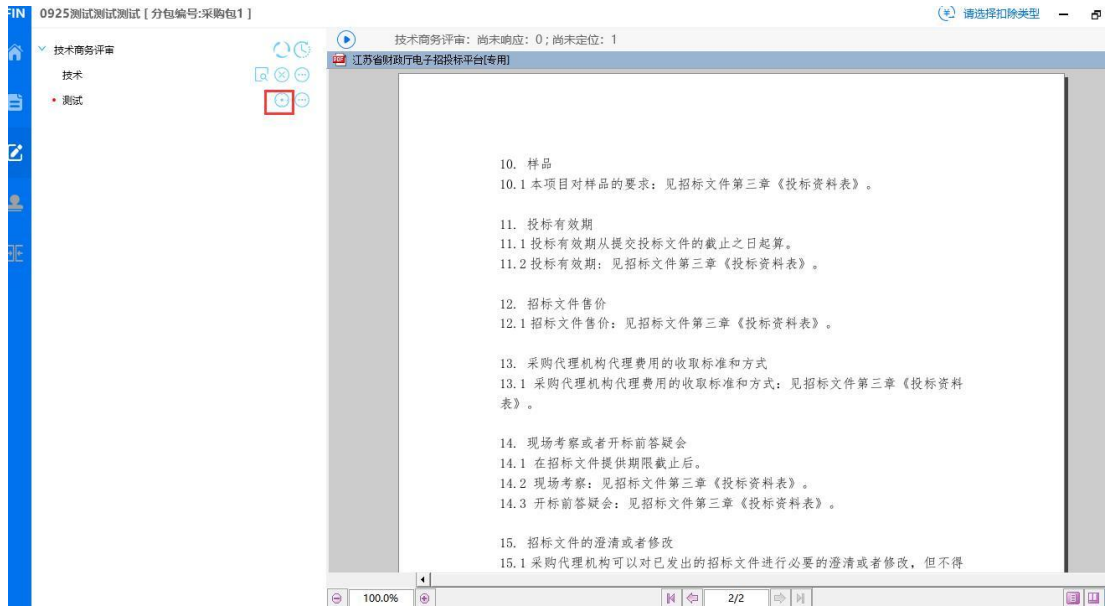 FIN 0925测试测试测试 [ 分包编号:采购包1 ]
请选择扣除类型
技术商务评审
技术
测试
技术商务评审：尚未响应：0；尚未定位：1
江苏省财政厅电子招投标平台[专用]
10. 样品
10.1 本项目对样品的要求：见招标文件第三章《投标资料表》。
11. 投标有效期
11.1 投标有效期从提交投标文件的截止之日起算。
11.2 投标有效期：见招标文件第三章《投标资料表》。
12. 招标文件售价
12.1 招标文件售价：见招标文件第三章《投标资料表》。
13. 采购代理机构代理费用的收取标准和方式
13.1 采购代理机构代理费用的收取标准和方式：见招标文件第三章《投标资料
表》。
14. 现场考察或者开标前答疑会
14.1 在招标文件提供期限截止后。
14.2 现场考察：见招标文件第三章《投标资料表》。
14.3 开标前答疑会：见招标文件第三章《投标资料表》。
15. 招标文件的澄清或者修改
15.1 采购代理机构可以对已发出的招标文件进行必要的澄清或者修改，但不得
100.0%
2/2